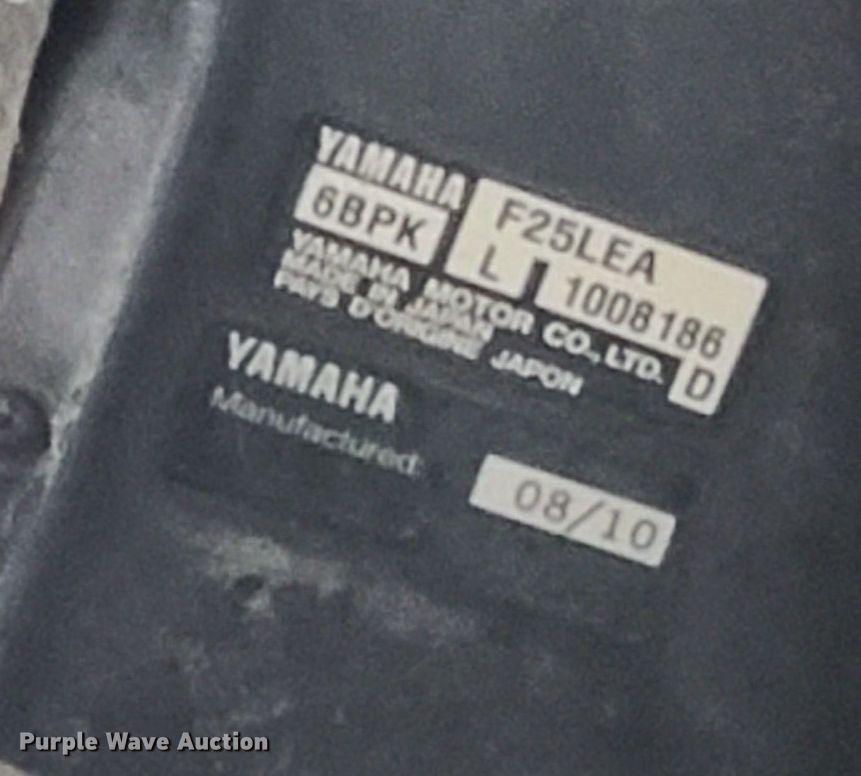 YAMAHA
6BPK
F25LEA
L 1008186
D
YAMAHA MOTOR CO., LTD.
MADE IN JAPAN
PAYS D'ORIGINE JAPON
YAMAHA
Manufactured:
08/10
Purple Wave Auction